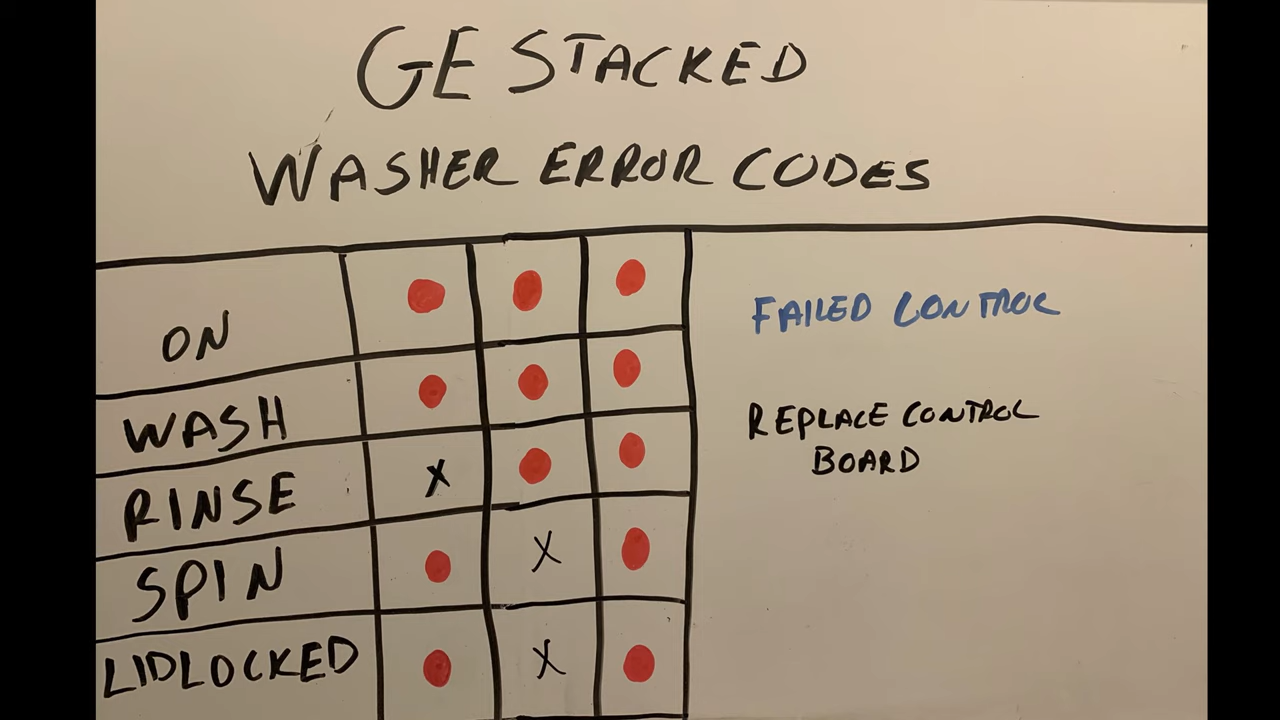 GE STACKED
WASHER ERROR CODES
ON
FAILED CONTROL
WASH
REPLACE CONTROL
BOARD
RINSE X
SPIN X
LIDLOCKED X